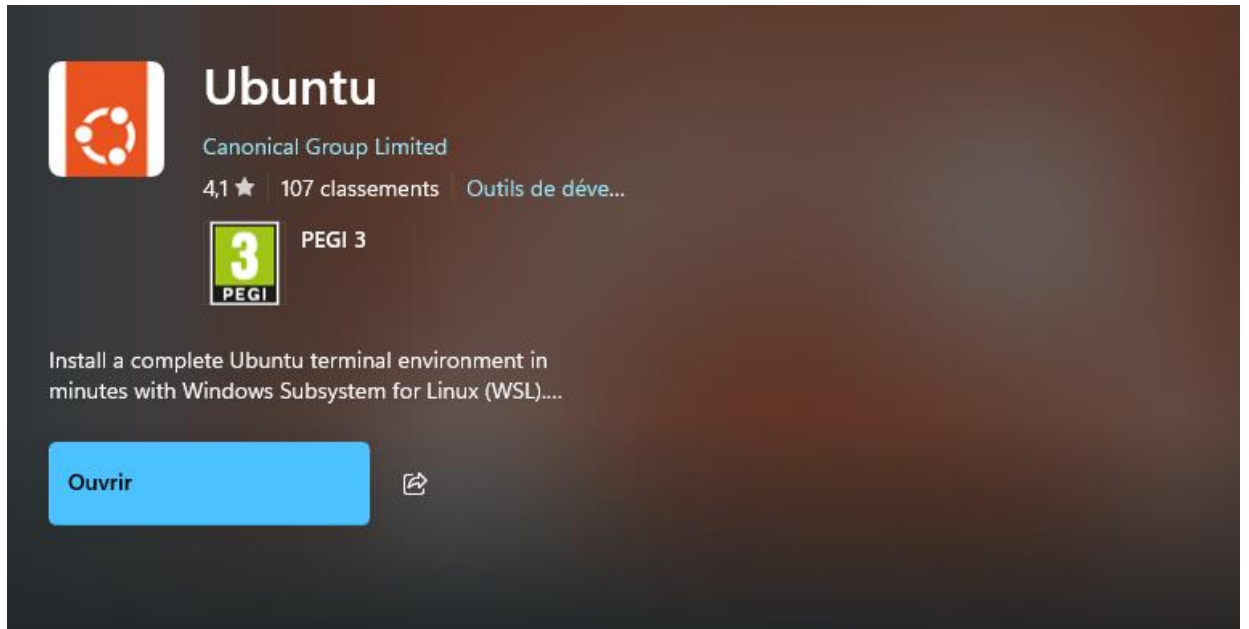 Ubuntu
Canonical Group Limited
4,1 ★ 107 classements Outils de déve...
3
PEGI
PEGI 3
Install a complete Ubuntu terminal environment in
minutes with Windows Subsystem for Linux (WSL)....
Ouvrir